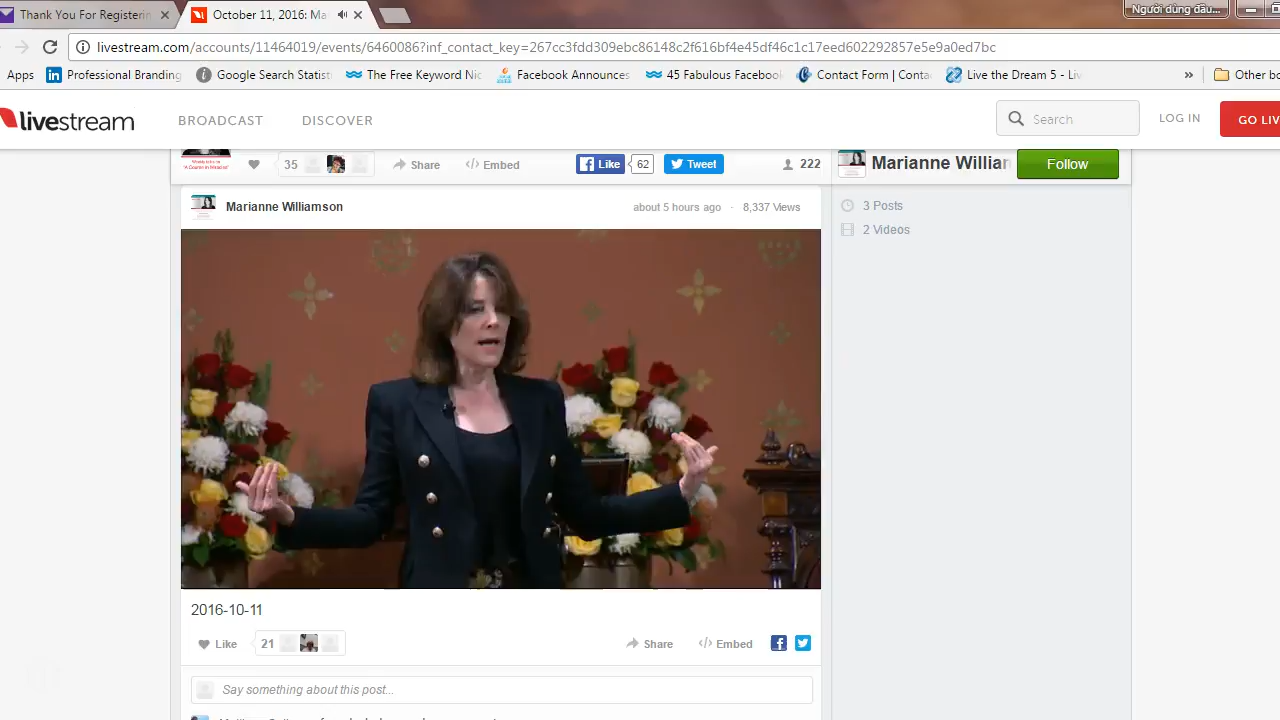 Thank You For Registerin
October 11, 2016: Ma
Người dùng đầu...
livestream.com/accounts/11464019/events/6460086?inf_contact_key=267cc3fdd309ebc86148c2f616bf4e45df46c1c17eed602292857e5e9a0ed7bc
Apps
Professional Branding
Google Search Statist
The Free Keyword Nic
Facebook Announces
45 Fabulous Facebook
Contact Form | Conta
Live the Dream 5 - Liv
»
Other bo
livestream
BROADCAST
DISCOVER
Search
LOG IN
GO LIV
35
Share
</> Embed
Like
62
Tweet
222
Marianne Willian
Follow
Marianne Williamson
about 5 hours ago · 8,337 Views
3 Posts
2 Videos
2016-10-11
Like
21
Share
</> Embed
Say something about this post...